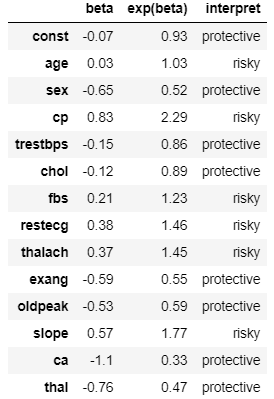 beta exp(beta) interpret
const -0.07 0.93 protective
age 0.03 1.03 risky
sex -0.65 0.52 protective
cp 0.83 2.29 risky
trestbps -0.15 0.86 protective
chol -0.12 0.89 protective
fbs 0.21 1.23 risky
restecg 0.38 1.46 risky
thalach 0.37 1.45 risky
exang -0.59 0.55 protective
oldpeak -0.53 0.59 protective
slope 0.57 1.77 risky
ca -1.1 0.33 protective
thal -0.76 0.47 protective